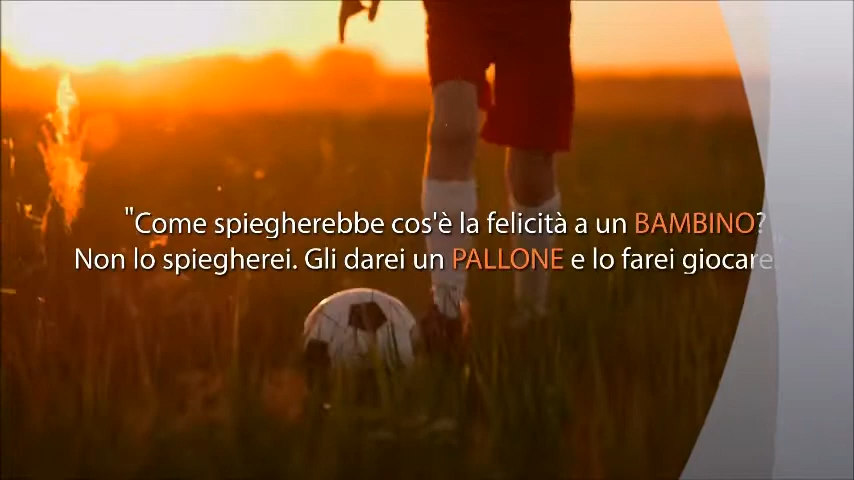 "Come spiegherebbe cos'è la felicità a un BAMBINO?
Non lo spiegherei. Gli darei un PALLONE e lo farei giocare